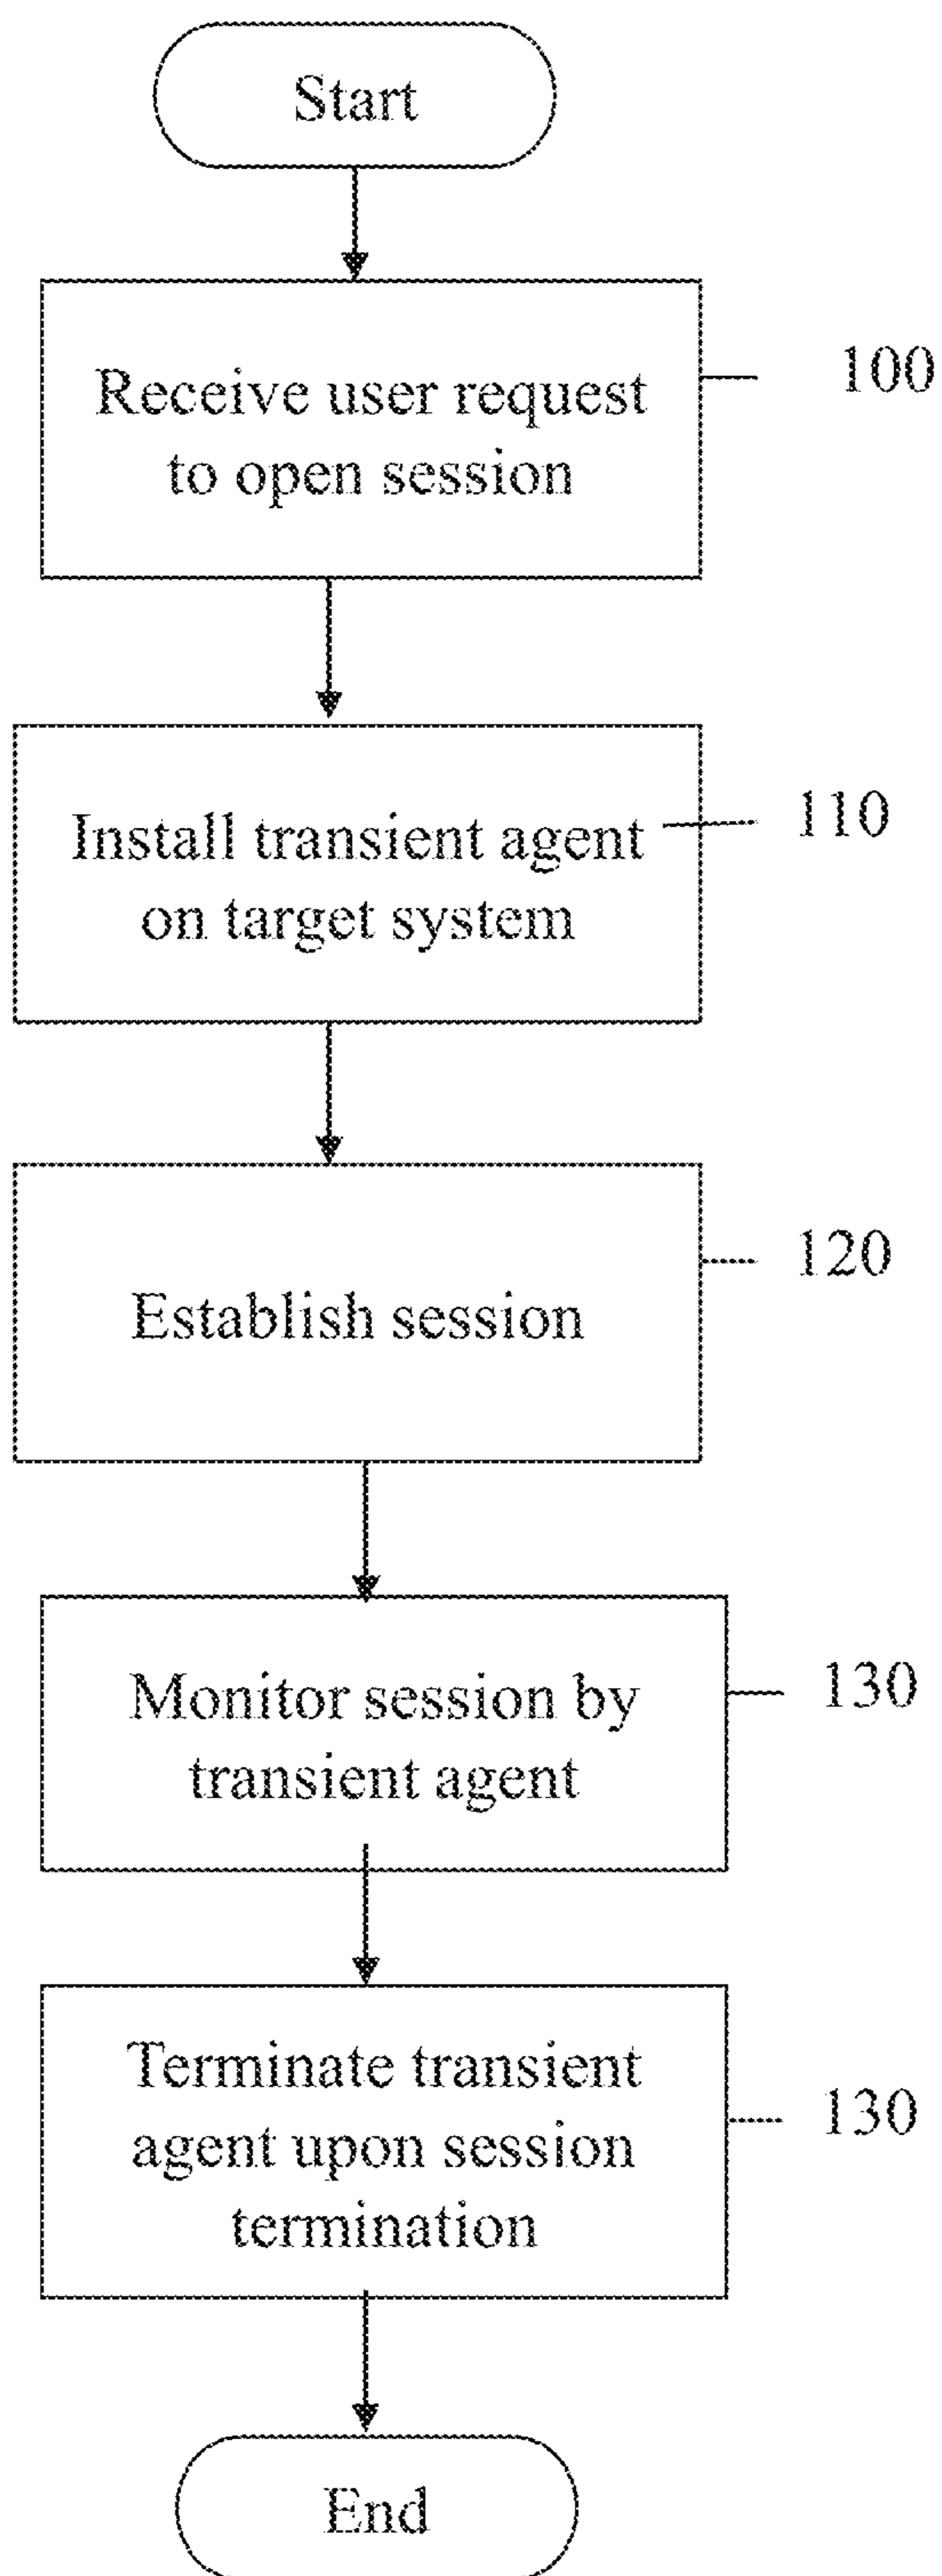 Start
Receive user request
to open session
100
Install transient agent
on target system
110
Establish session
120
Monitor session by
transient agent
130
Terminate transient
agent upon session
termination
130
End